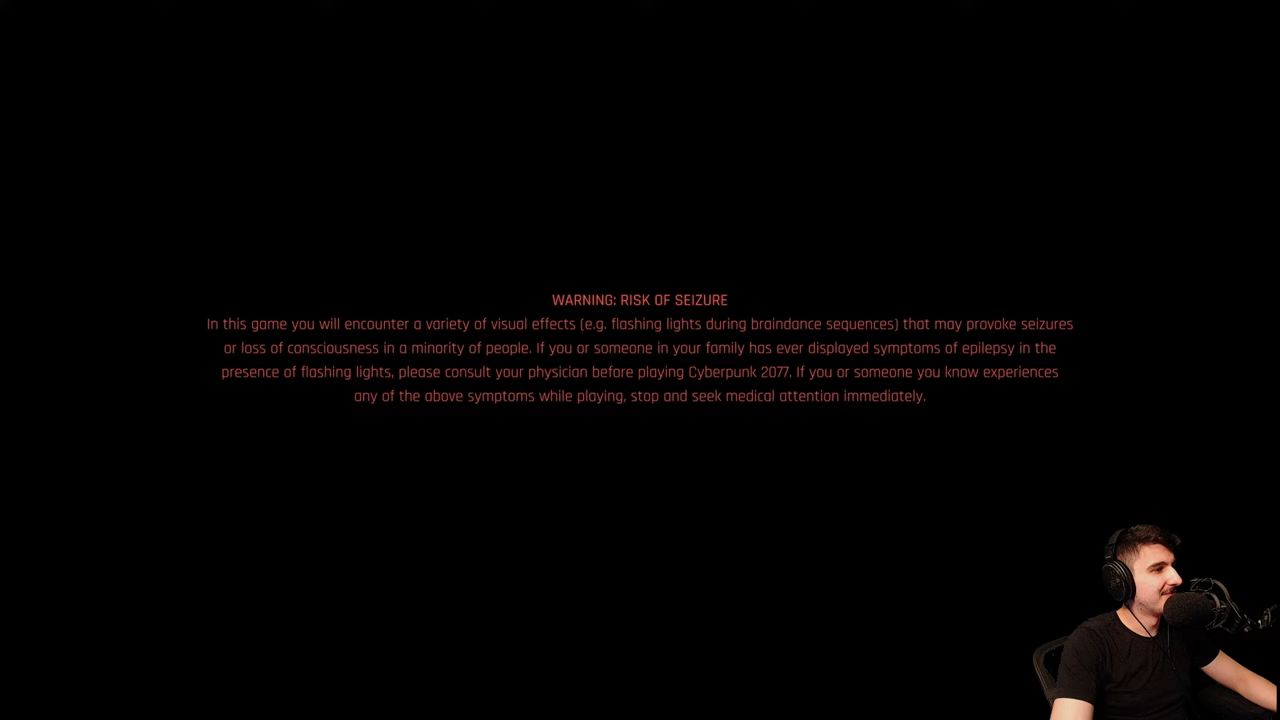 WARNING: RISK OF SEIZURE
In this game you will encounter a variety of visual effects (e.g. flashing lights during braindance sequences) that may provoke seizures
or loss of consciousness in a minority of people. If you or someone in your family has ever displayed symptoms of epilepsy in the
presence of flashing lights, please consult your physician before playing Cyberpunk 2077. If you or someone you know experiences
any of the above symptoms while playing, stop and seek medical attention immediately.